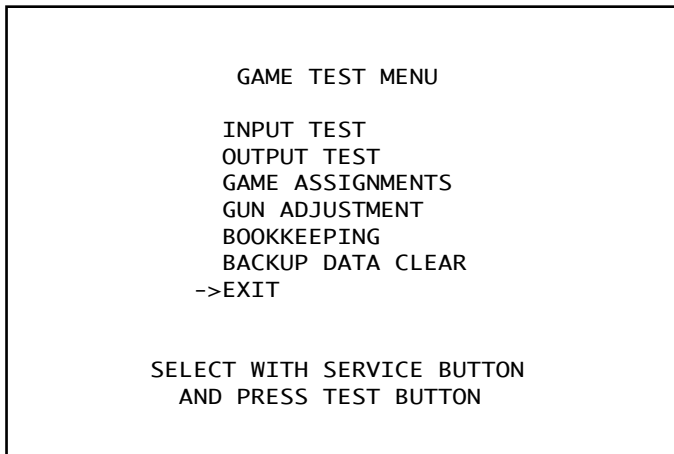 GAME TEST MENU
INPUT TEST
OUTPUT TEST
GAME ASSIGNMENTS
GUN ADJUSTMENT
BOOKKEEPING
BACKUP DATA CLEAR
->EXIT
SELECT WITH SERVICE BUTTON
AND PRESS TEST BUTTON